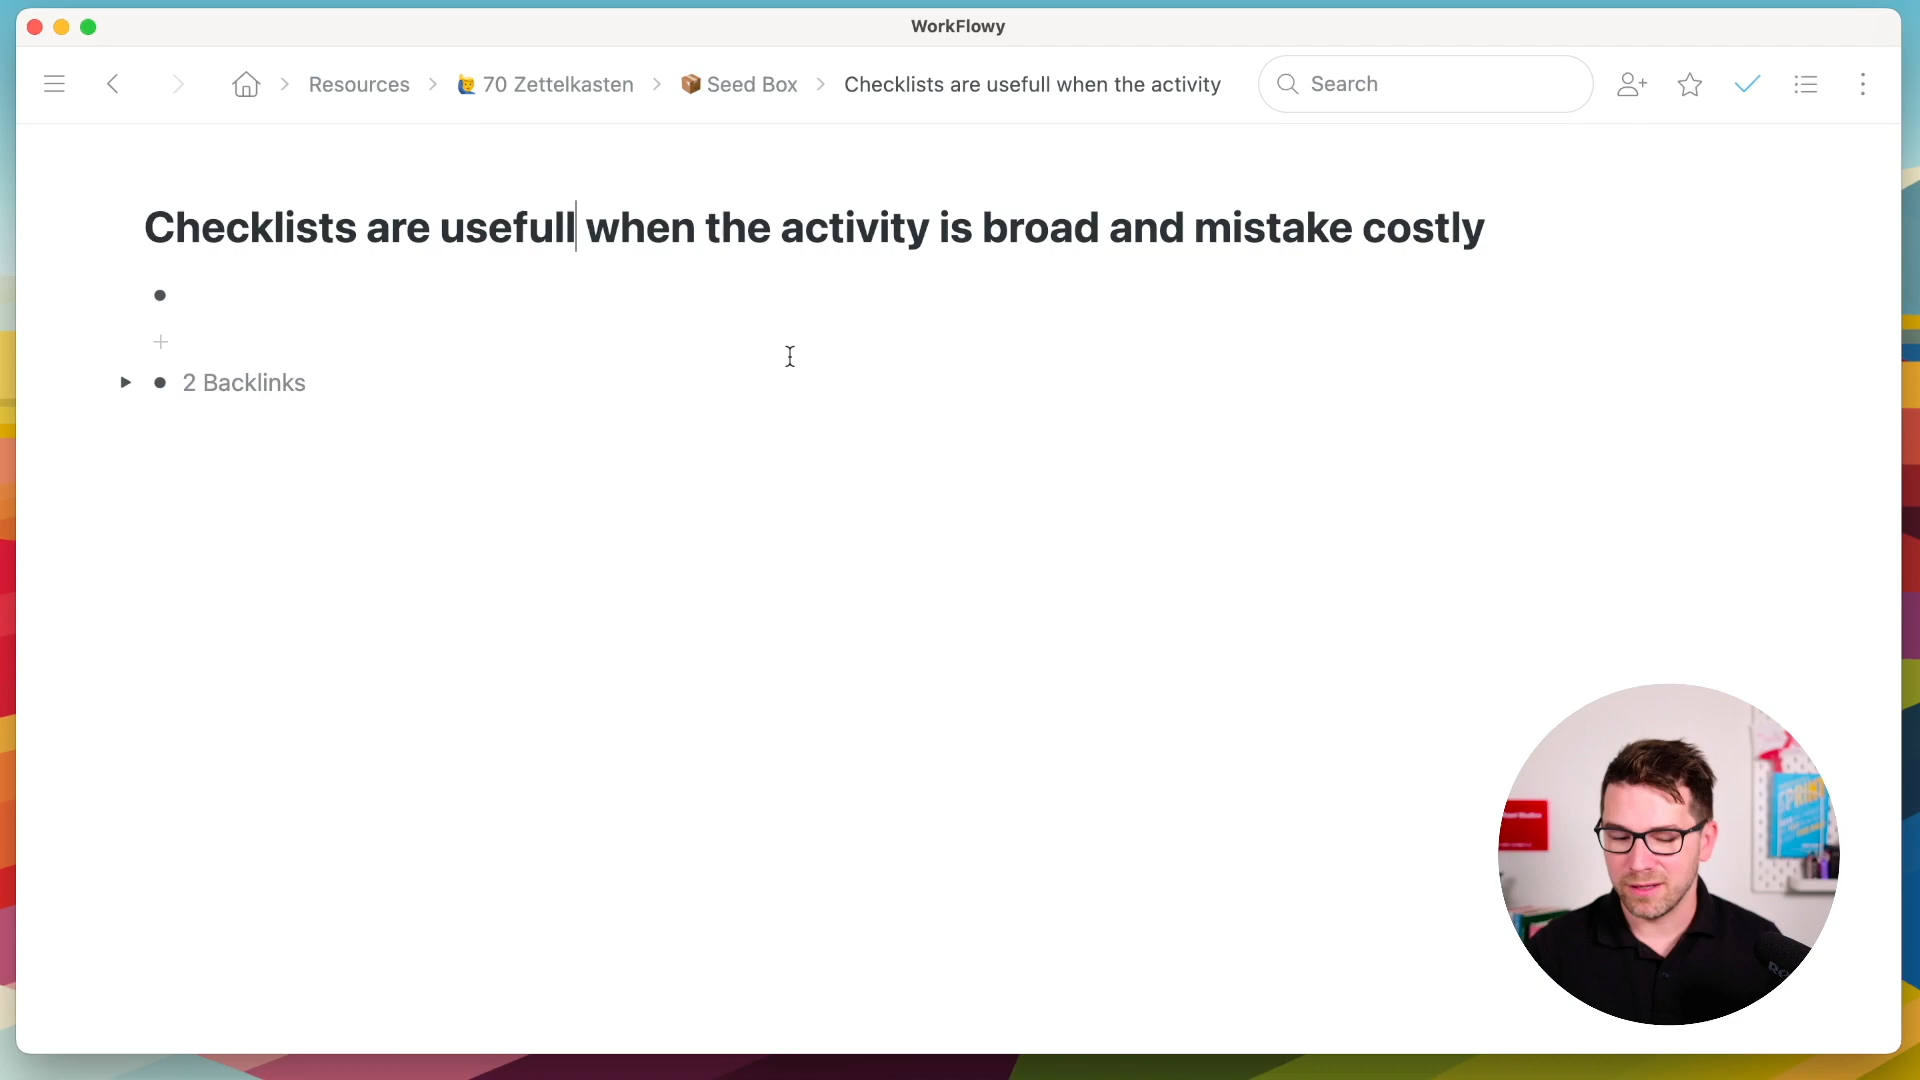 WorkFlowy
Resources 70 Zettelkasten Seed Box Checklists are usefull when the activity Search
Checklists are usefull when the activity is broad and mistake costly
2 Backlinks
SPRINT